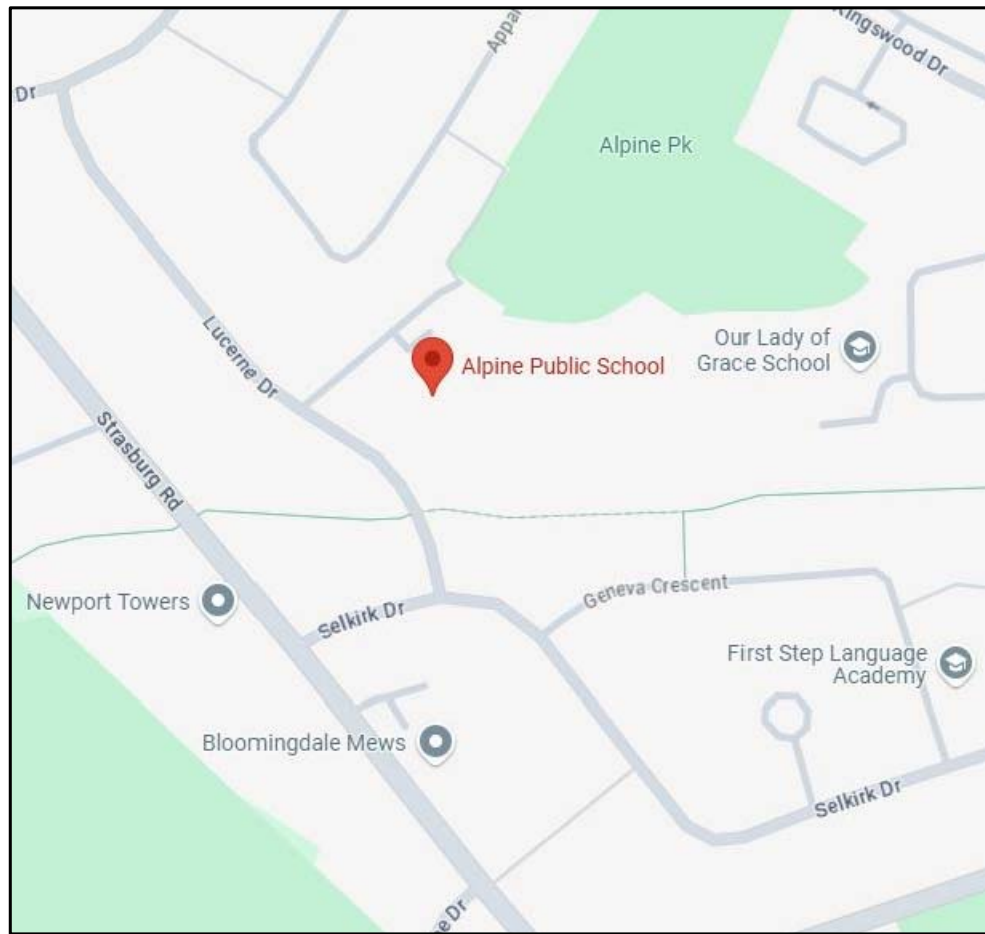 Kingswood Dr
Dr
Alpine Pk
Lucerne Dr
Our Lady of
Grace School
Alpine Public School
Strasburg Rd
Geneva Crescent
Newport Towers
Selkirk Dr
First Step Language
Academy
Bloomingdale Mews
Selkirk Dr
Dr